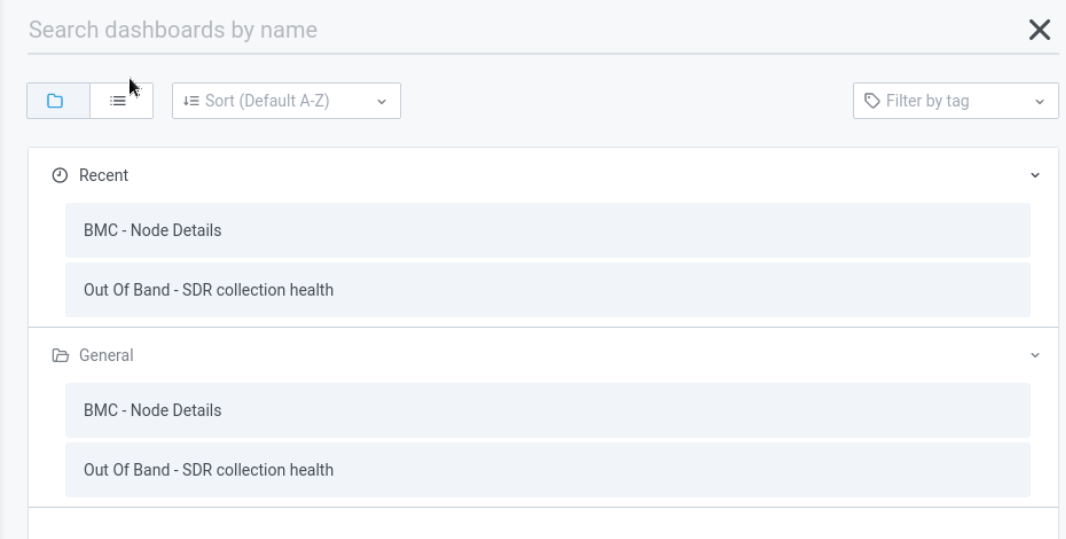 Search dashboards by name
Sort (Default A-Z)
Filter by tag
Recent
BMC - Node Details
Out Of Band - SDR collection health
General
BMC - Node Details
Out Of Band - SDR collection health